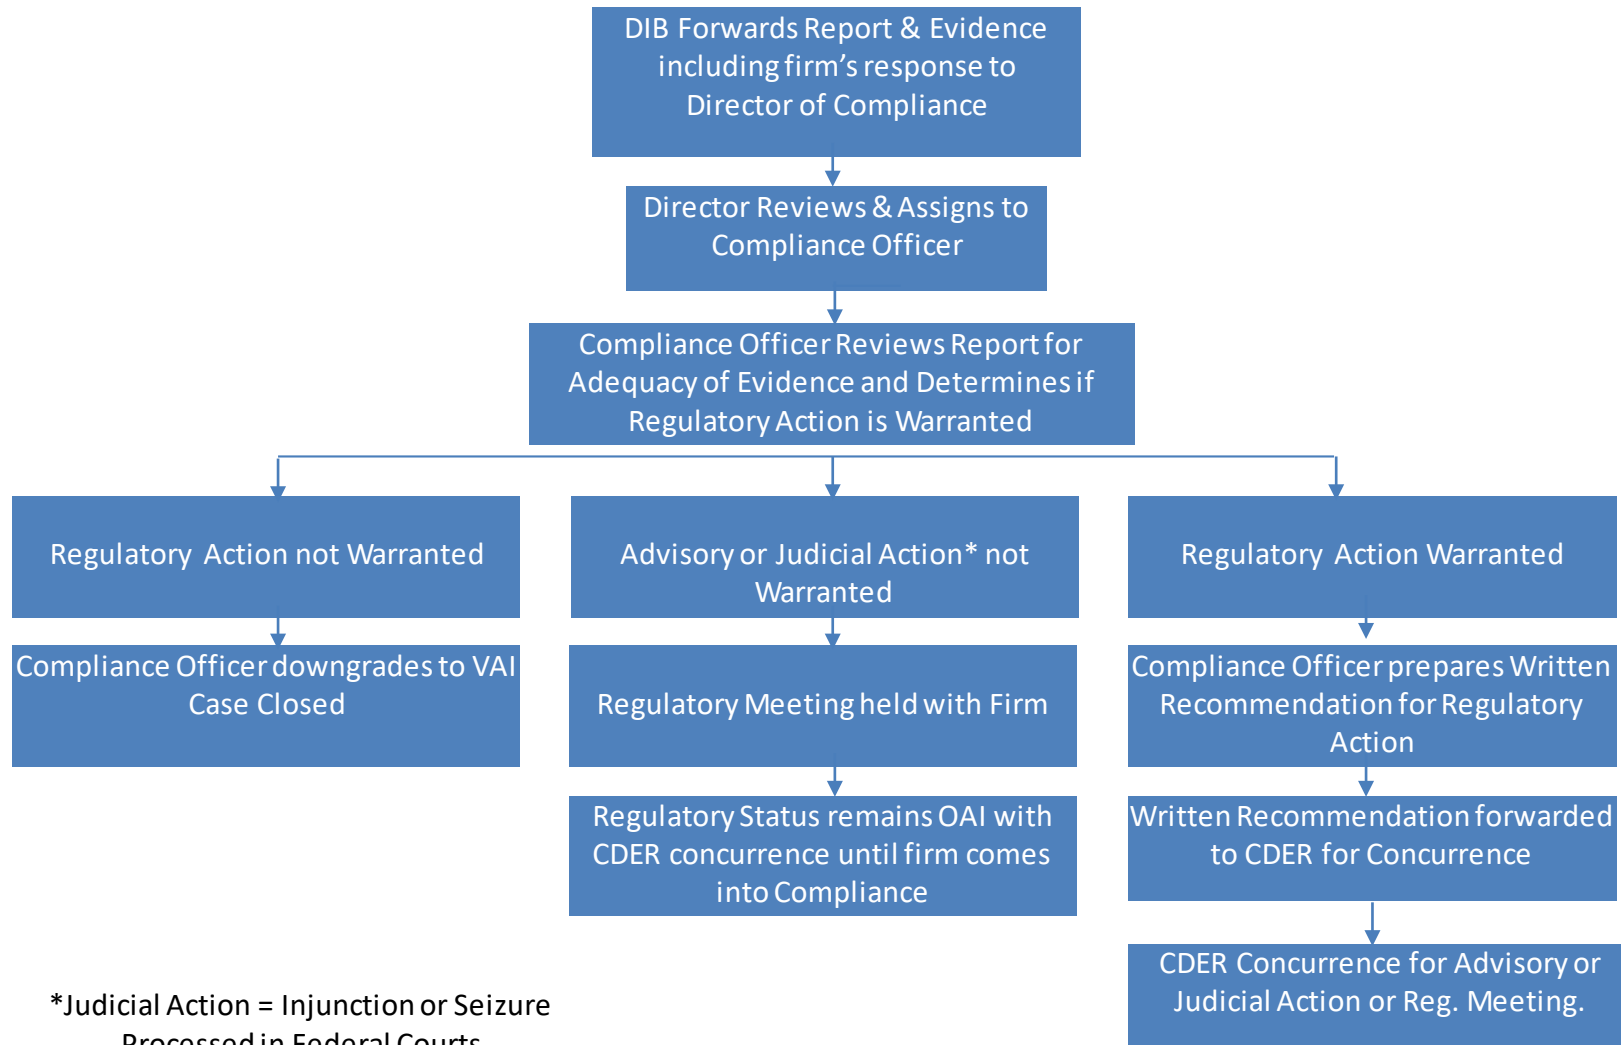 DIB Forwards Report & Evidence
including firm’s response to
Director of Compliance
Director Reviews & Assigns to
Compliance Officer
Compliance Officer Reviews Report for
Adequacy of Evidence and Determines if
Regulatory Action is Warranted
Regulatory Action not Warranted
Advisory or Judicial Action* not
Warranted
Regulatory Action Warranted
Compliance Officer downgrades to VAI
Case Closed
Regulatory Meeting held with Firm
Compliance Officer prepares Written
Recommendation for Regulatory
Action
Regulatory Status remains OAI with
CDER concurrence until firm comes
into Compliance
Written Recommendation forwarded
to CDER for Concurrence
CDER Concurrence for Advisory or
Judicial Action or Reg. Meeting.
*Judicial Action = Injunction or Seizure
Processed in Federal Courts